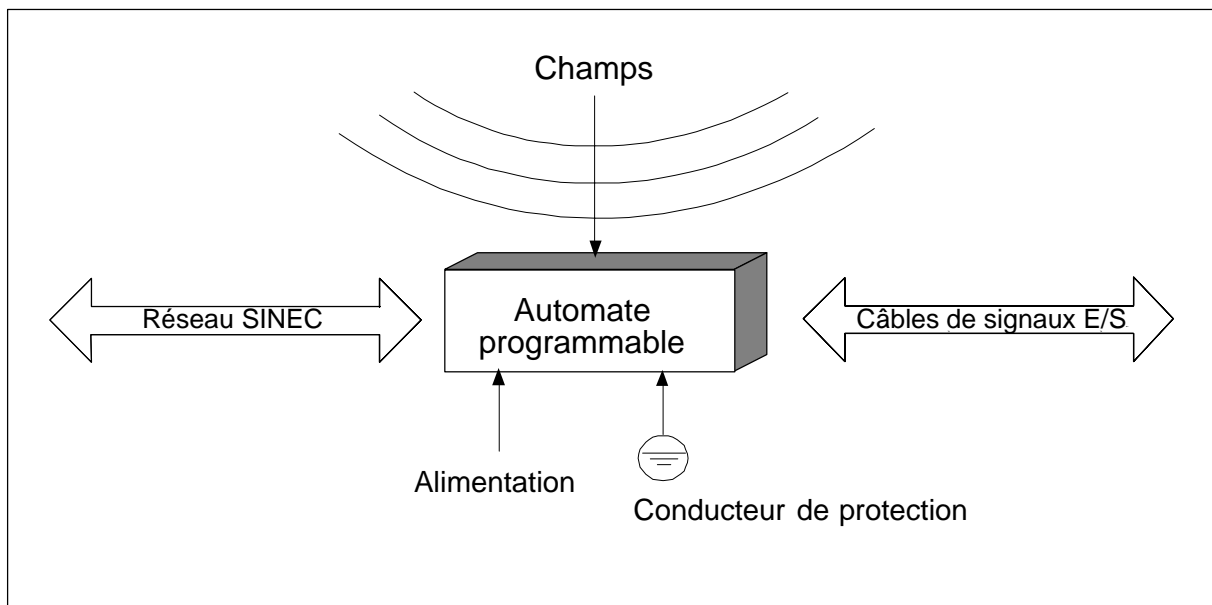 Champs
Réseau SINEC
Automate
programmable
Câbles de signaux E/S
Alimentation
Conducteur de protection